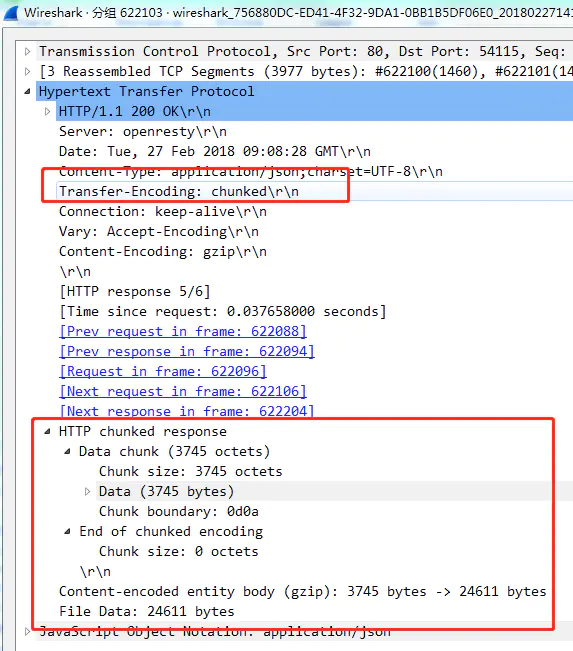 Wireshark · 分组 622103 · wireshark_756880DC-ED41-4F32-9DA1-0BB1B5DF06E0_2018022714
Transmission Control Protocol, Src Port: 80, Dst Port: 54115, Seq:
[3 Reassembled TCP Segments (3977 bytes): #622100(1460), #622101(14
Hypertext Transfer Protocol
HTTP/1.1 200 OK\r\n
Server: openresty\r\n
Date: Tue, 27 Feb 2018 09:08:28 GMT\r\n
Content-Type: application/json;charset=UTF-8\r\n
Transfer-Encoding: chunked\r\n
Connection: keep-alive\r\n
Vary: Accept-Encoding\r\n
Content-Encoding: gzip\r\n
\r\n
[HTTP response 5/6]
[Time since request: 0.037658000 seconds]
[Prev request in frame: 622088]
[Prev response in frame: 622094]
[Request in frame: 622096]
[Next request in frame: 622106]
[Next response in frame: 622204]
HTTP chunked response
Data chunk (3745 octets)
Chunk size: 3745 octets
Data (3745 bytes)
Chunk boundary: 0d0a
End of chunked encoding
Chunk size: 0 octets
\r\n
Content-encoded entity body (gzip): 3745 bytes -> 24611 bytes
File Data: 24611 bytes
JavaScript Object Notation: application/json